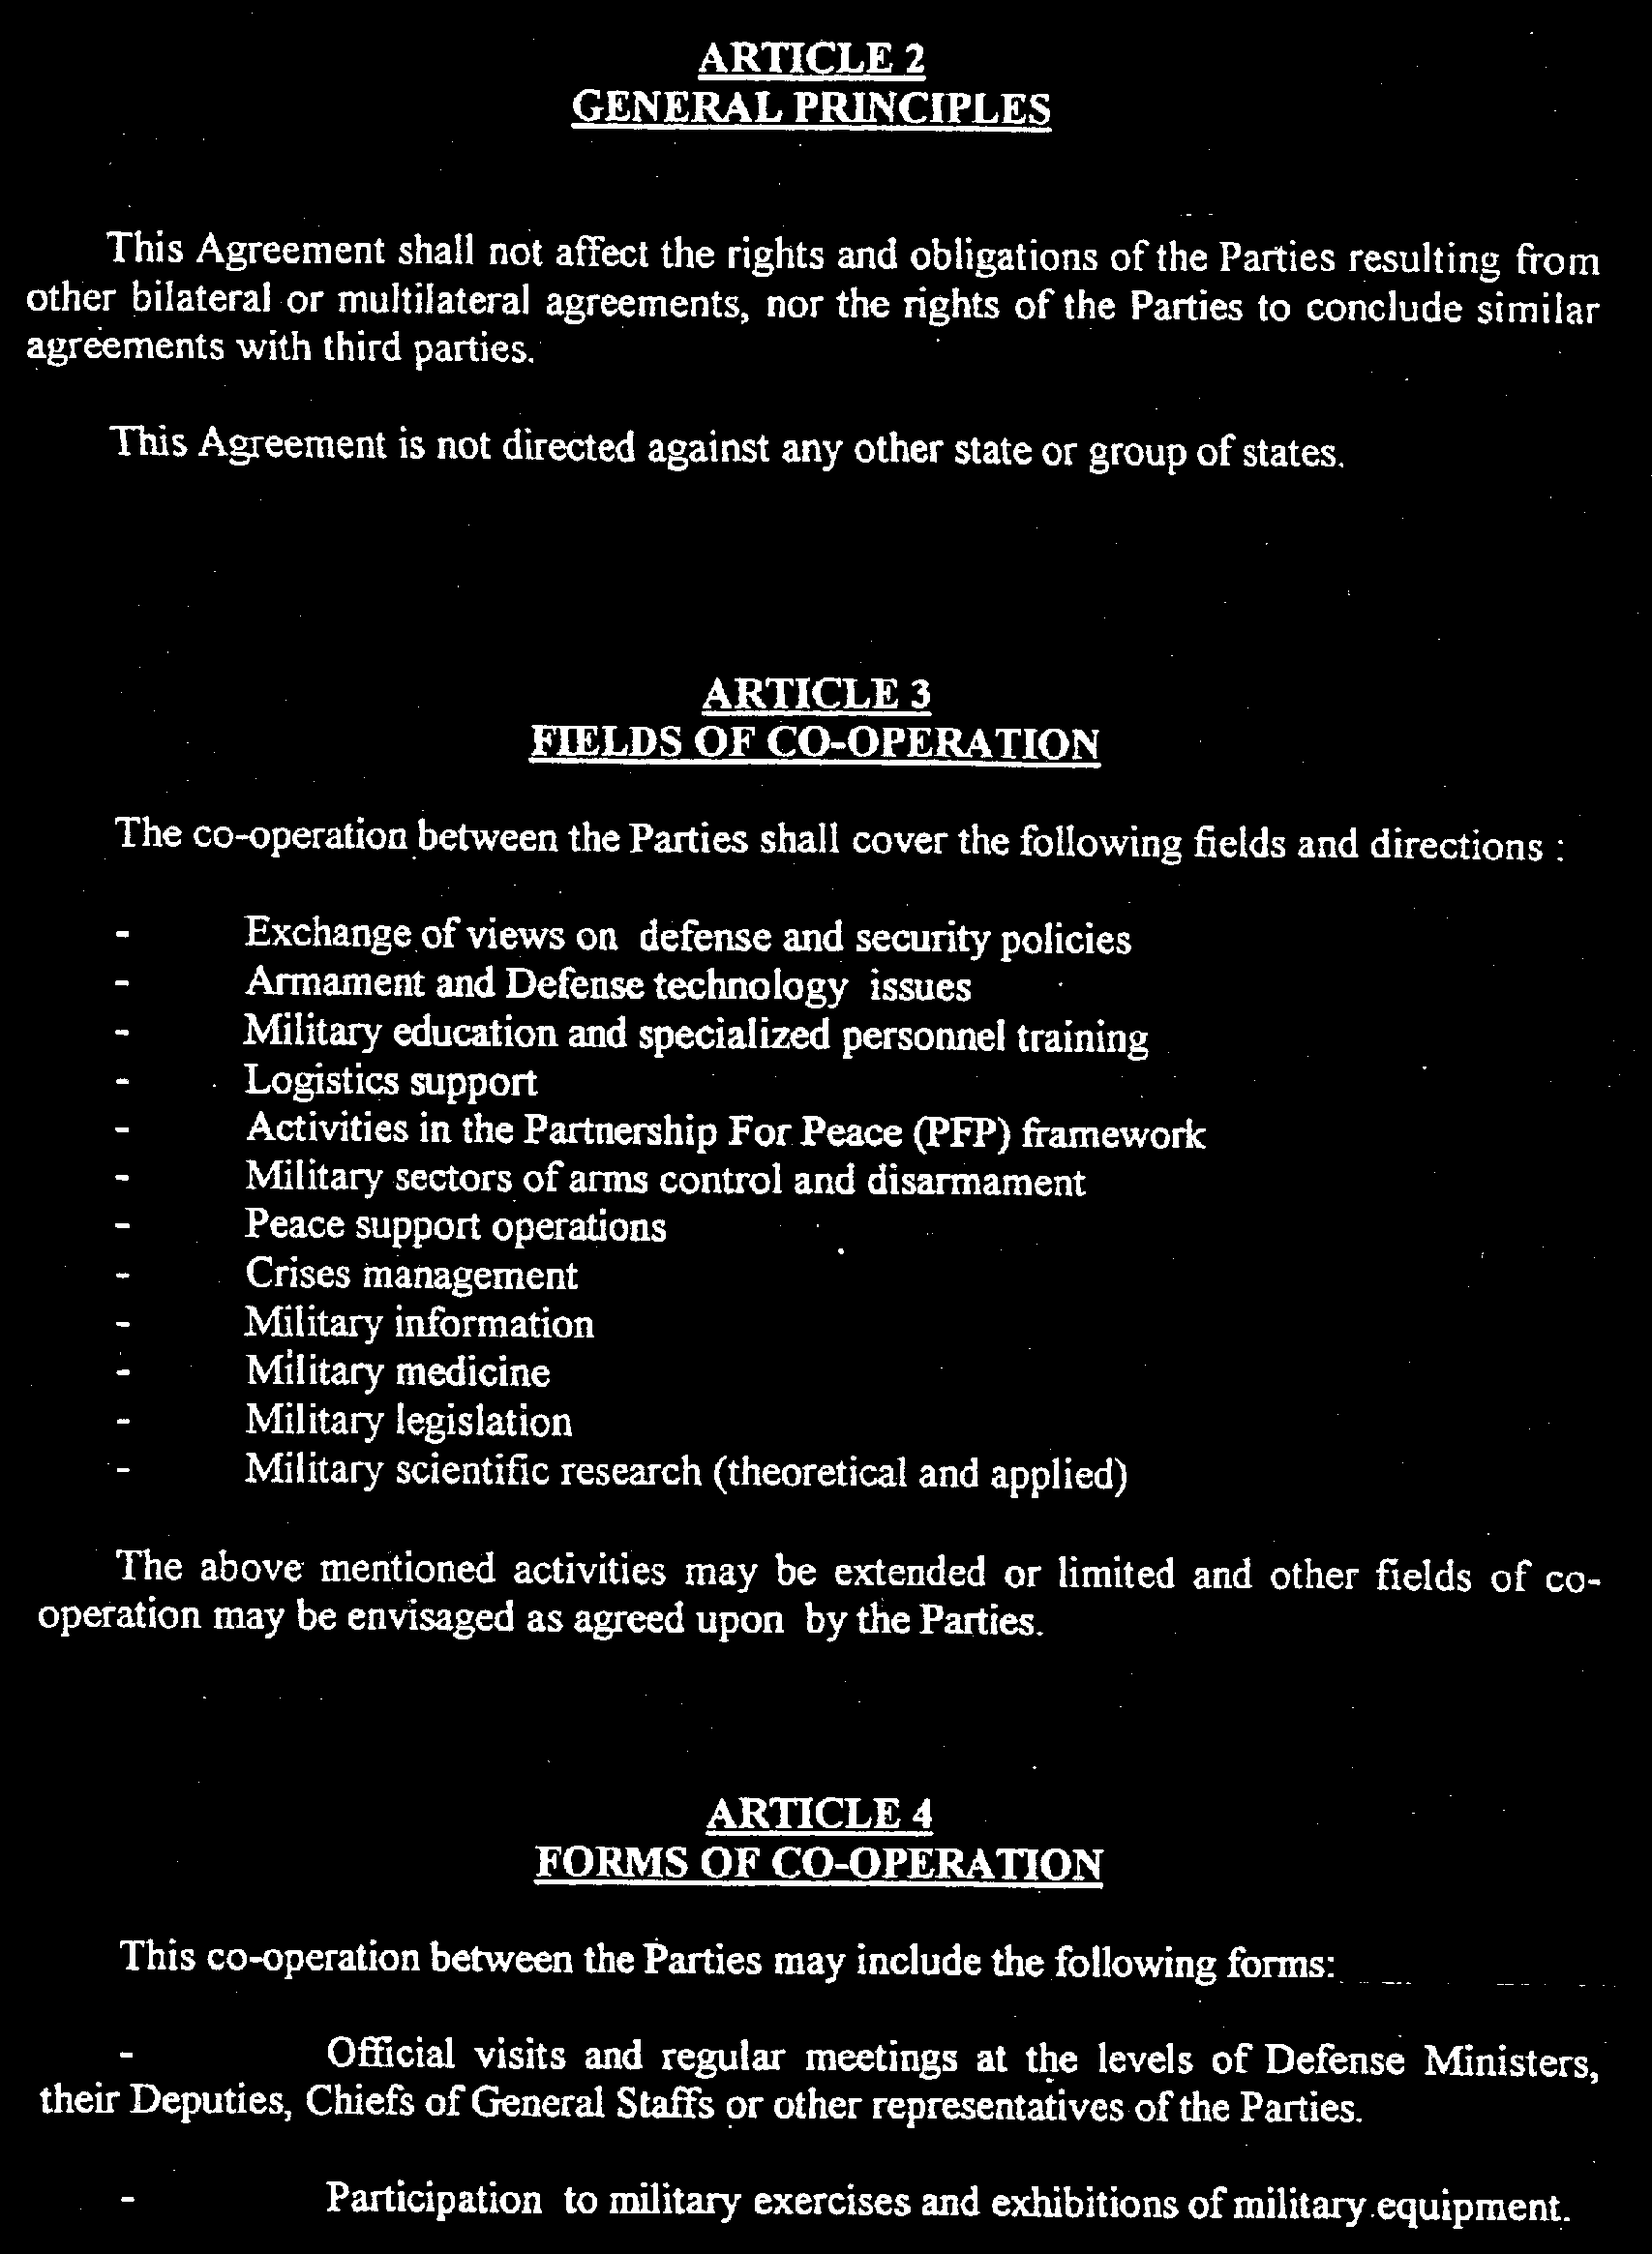 ARTICLE 2
GENERAL PRINCIPLES
This Agreement shall not affect the rights and obligations of the Parties resulting from
other bilateral or multilateral agreements, nor the rights of the Parties to conclude similar
agreements with third parties.
This Agreement is not directed against any other state or group of states.
ARTICLE 3
FIELDS OF CO-OPERATION
The co-operation between the Parties shall cover the following fields and directions :
- Exchange of views on defense and security policies
- Armament and Defense technology issues
- Military education and specialized personnel training
- Logistics support
- Activities in the Partnership For Peace (PFP) framework
- Military sectors of arms control and disarmament
- Peace support operations
- Crises management
- Military information
- Military medicine
- Military legislation
- Military scientific research (theoretical and applied)
The above mentioned activities may be extended or limited and other fields of co-
operation may be envisaged as agreed upon by the Parties.
ARTICLE 4
FORMS OF CO-OPERATION
This co-operation between the Parties may include the following forms:
- Official visits and regular meetings at the levels of Defense Ministers,
their Deputies, Chiefs of General Staffs or other representatives of the Parties.
- Participation to military exercises and exhibitions of military equipment.